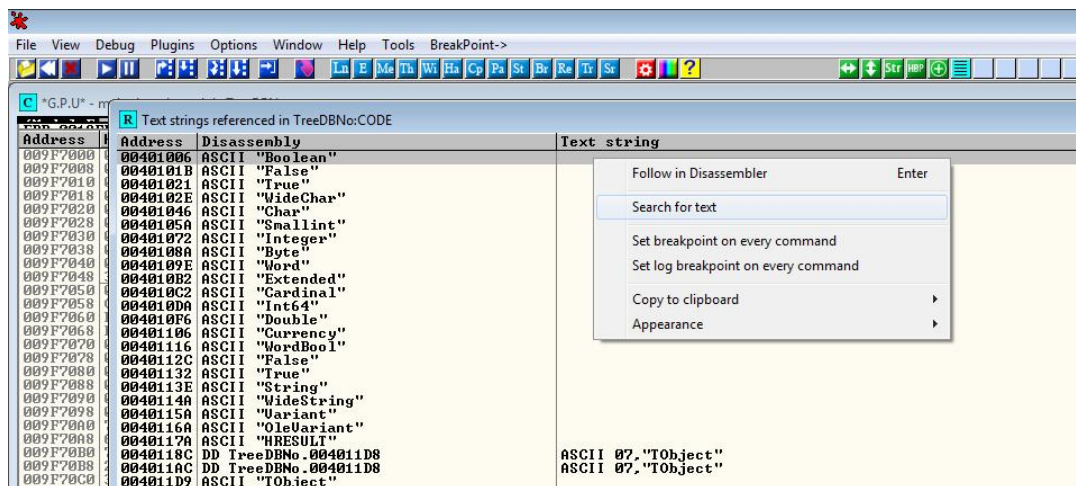 File View Debug Plugins Options Window Help Tools BreakPoint->
Ln E Me Th Wi Ha Cp Pa St Br Re Tr Sr ? Str HBP
C *G.P.U* - m
R Text strings referenced in TreeDBNo:CODE
Address Address Disassembly Text string
009F7000 00401006 ASCII "Boolean"
009F7008 0040101B ASCII "False" Follow in Disassembler Enter
009F7010 00401021 ASCII "True"
009F7018 0040102E ASCII "WideChar" Search for text
009F7020 00401046 ASCII "Char"
009F7028 0040105A ASCII "Smallint"
009F7030 00401072 ASCII "Integer" Set breakpoint on every command
009F7038 0040108A ASCII "Byte"
009F7040 0040109E ASCII "Word" Set log breakpoint on every command
009F7048 004010B2 ASCII "Extended"
009F7050 004010C2 ASCII "Cardinal" Copy to clipboard
009F7058 004010DA ASCII "Int64"
009F7060 004010F6 ASCII "Double" Appearance
009F7068 00401106 ASCII "Currency"
009F7070 00401116 ASCII "WordBool"
009F7078 0040112C ASCII "False"
009F7080 00401132 ASCII "True"
009F7088 0040113E ASCII "String"
009F7090 0040114A ASCII "WideString"
009F7098 0040115A ASCII "Variant"
009F70A0 0040116A ASCII "OleVariant"
009F70A8 0040117A ASCII "HRESULT"
009F70B0 0040118C DD TreeDBNo.004011D8 ASCII 07,"TObject"
009F70B8 004011AC DD TreeDBNo.004011D8 ASCII 07,"TObject"
009F70C0 004011D9 ASCII "TObject"